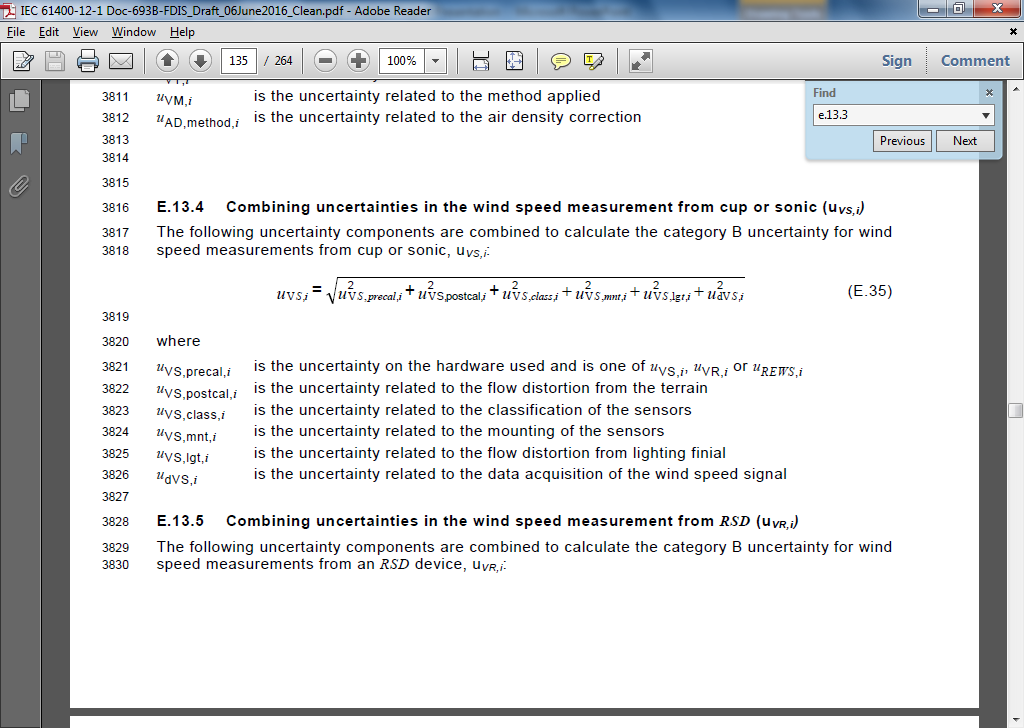 IEC 61400-12-1 Doc-693B-FDIS_Draft_06June2016_Clean.pdf - Adobe Reader
File Edit View Window Help
135 / 264 100% Sign Comment
Find
e.13.3
Previous Next
3811 uVM,i is the uncertainty related to the method applied
3812 uAD,method,i is the uncertainty related to the air density correction
3813
3814
3815
3816 E.13.4 Combining uncertainties in the wind speed measurement from cup or sonic (uVS,i)
3817 The following uncertainty components are combined to calculate the category B uncertainty for wind
3818 speed measurements from cup or sonic, uVS,i:
uVS,i = √u²VS,precal,i + u²VS,postcal,i + u²VS,class,i + u²VS,mnt,i + u²VS,lgt,i + u²dVS,i (E.35)
3819
3820 where
3821 uVS,precal,i is the uncertainty on the hardware used and is one of uVS,i, uVR,i or uREWS,i
3822 uVS,postcal,i is the uncertainty related to the flow distortion from the terrain
3823 uVS,class,i is the uncertainty related to the classification of the sensors
3824 uVS,mnt,i is the uncertainty related to the mounting of the sensors
3825 uVS,lgt,i is the uncertainty related to the flow distortion from lighting finial
3826 udVS,i is the uncertainty related to the data acquisition of the wind speed signal
3827
3828 E.13.5 Combining uncertainties in the wind speed measurement from RSD (uVR,i)
3829 The following uncertainty components are combined to calculate the category B uncertainty for wind
3830 speed measurements from an RSD device, uVR,i: